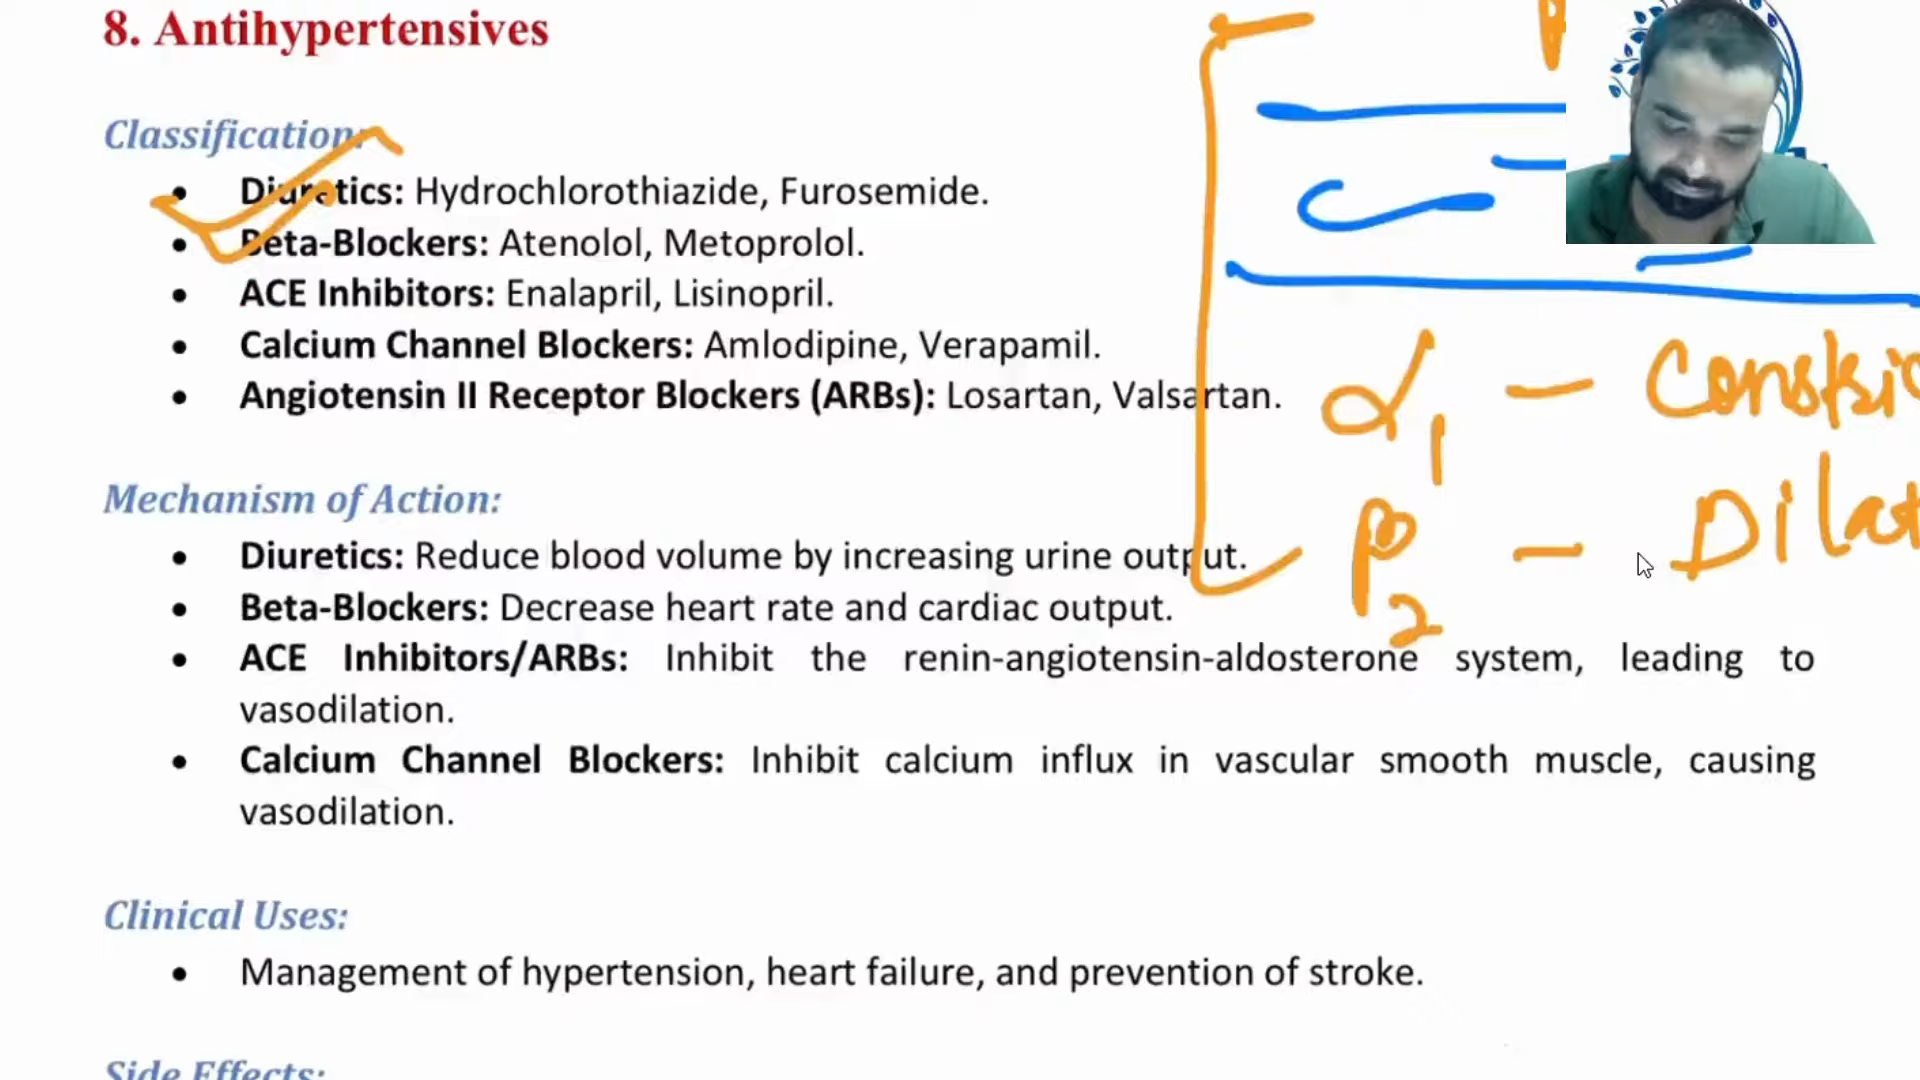 8. Antihypertensives
Classification:
• Diuretics: Hydrochlorothiazide, Furosemide.
• Beta-Blockers: Atenolol, Metoprolol.
• ACE Inhibitors: Enalapril, Lisinopril.
• Calcium Channel Blockers: Amlodipine, Verapamil.
• Angiotensin II Receptor Blockers (ARBs): Losartan, Valsartan.
α1 –
β2 – Dilat
Mechanism of Action:
• Diuretics: Reduce blood volume by increasing urine output.
• Beta-Blockers: Decrease heart rate and cardiac output.
• ACE Inhibitors/ARBs: Inhibit the renin-angiotensin-aldosterone system, leading to
vasodilation.
• Calcium Channel Blockers: Inhibit calcium influx in vascular smooth muscle, causing
vasodilation.
Clinical Uses:
• Management of hypertension, heart failure, and prevention of stroke.
Side Effects: